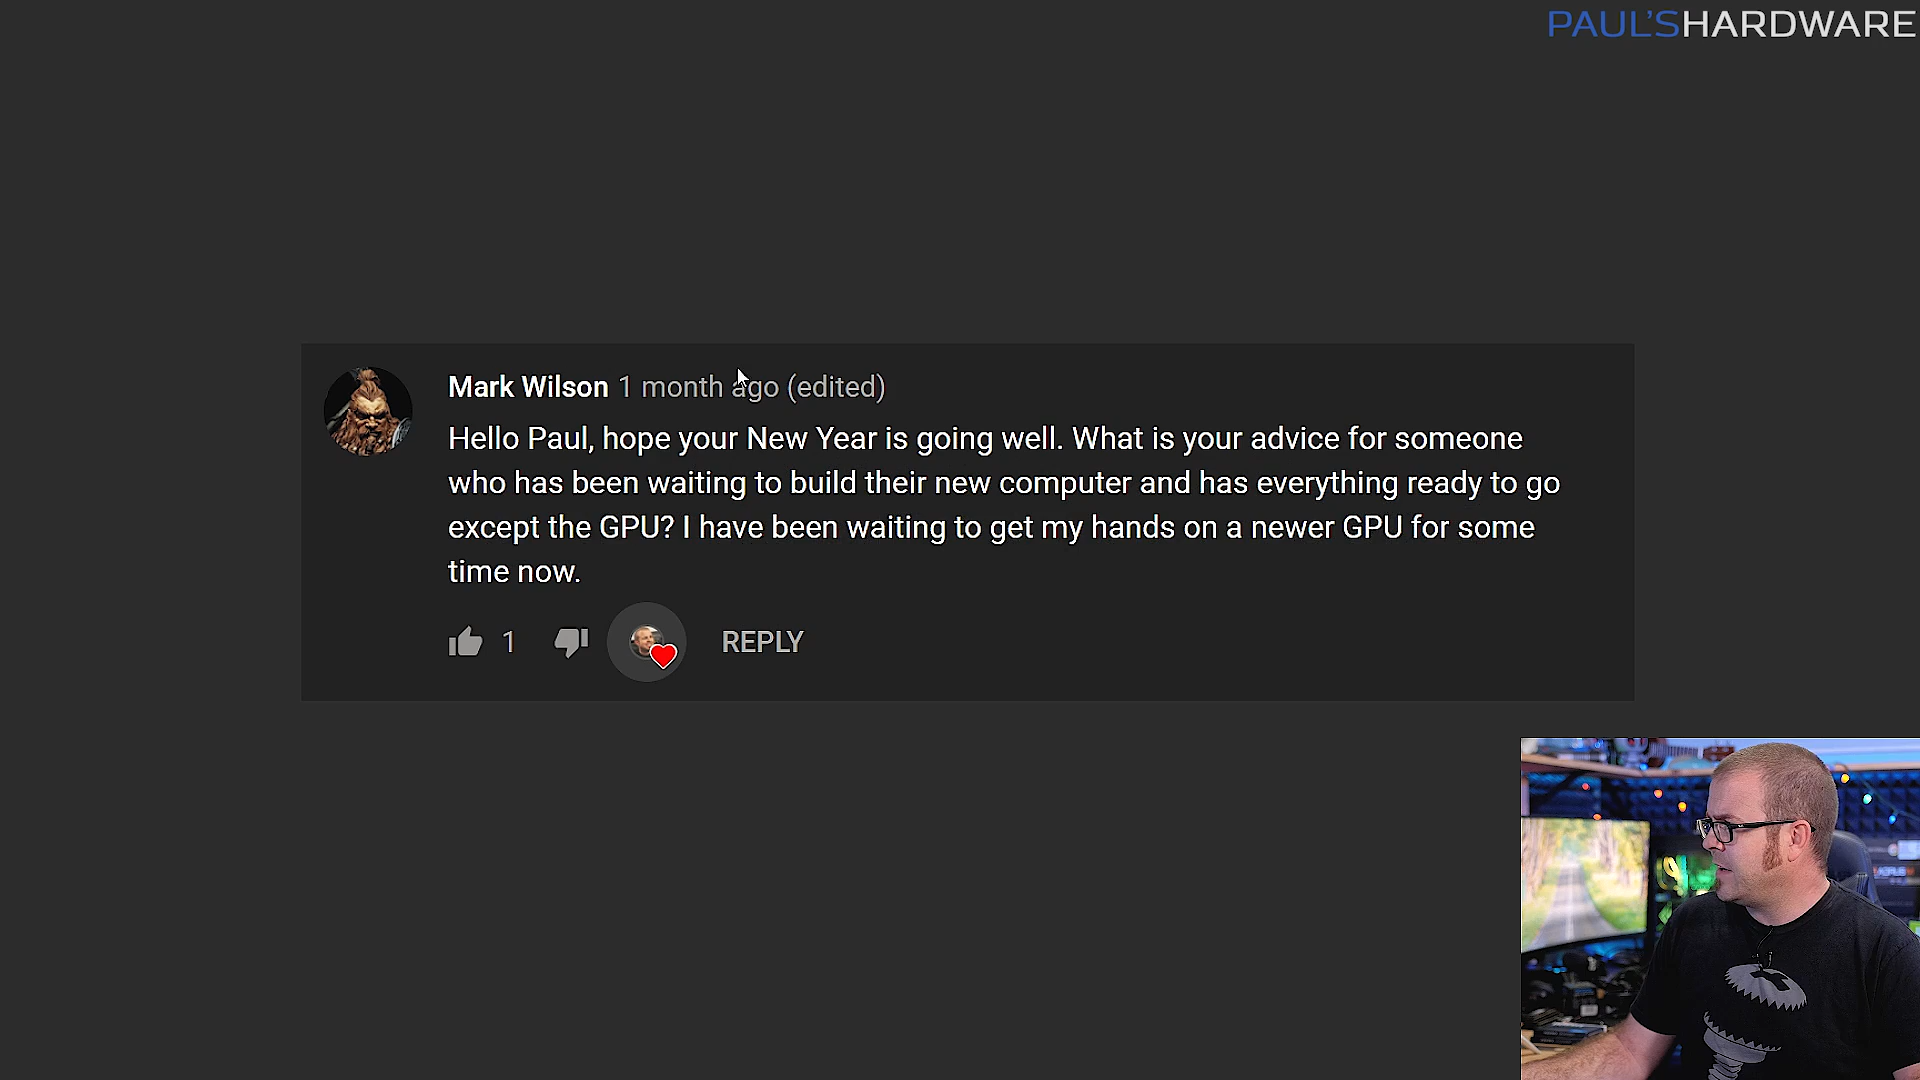 PAUL'SHARDWARE
Mark Wilson 1 month ago (edited)
Hello Paul, hope your New Year is going well. What is your advice for someone
who has been waiting to build their new computer and has everything ready to go
except the GPU? I have been waiting to get my hands on a newer GPU for some
time now.
1 REPLY